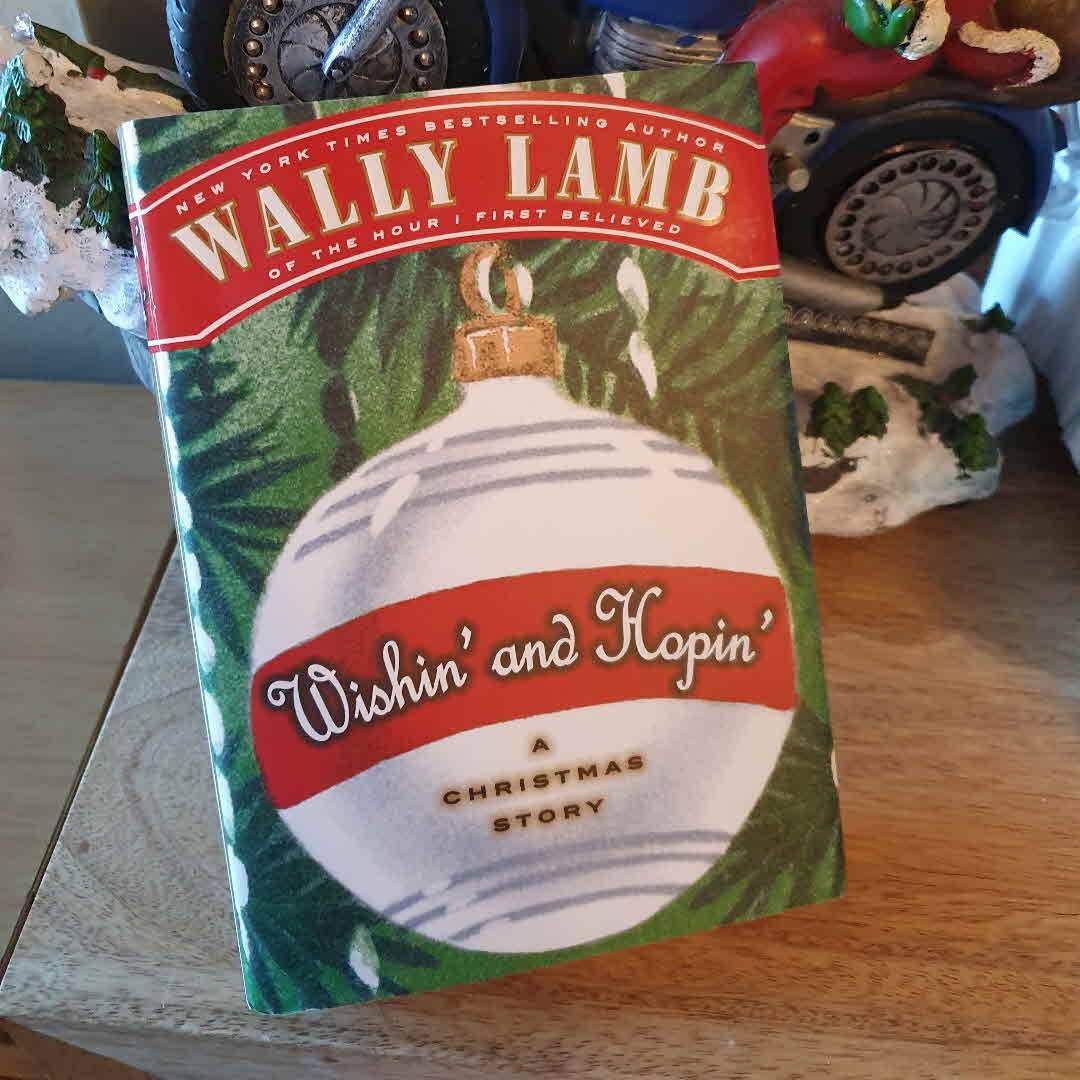 NEW YORK TIMES BESTSELLING AUTHOR
WALLY LAMB
OF THE HOUR I FIRST BELIEVED
Wishin' and Hopin'
A
CHRISTMAS
STORY